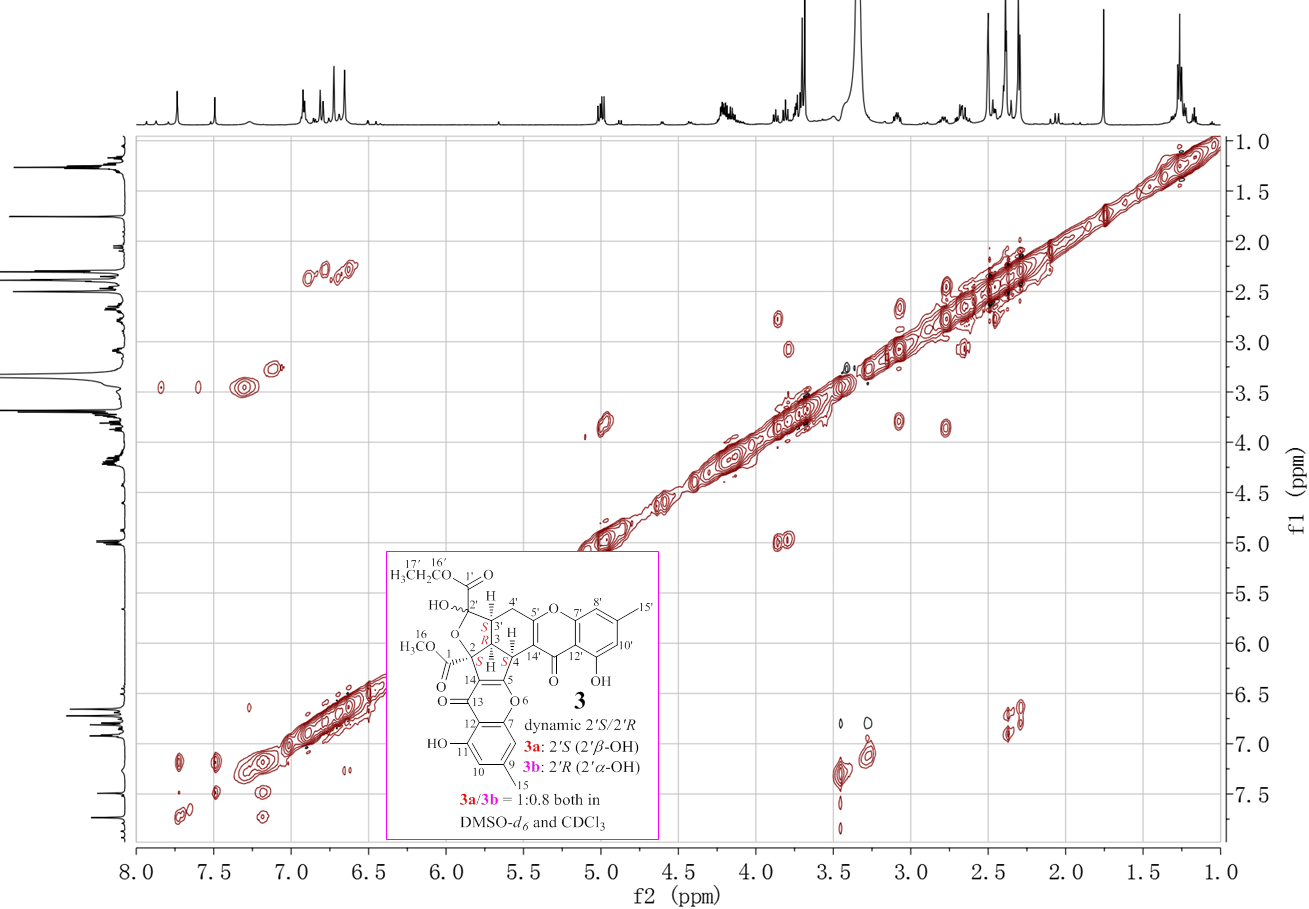 1.0
1.5
2.0
2.5
3.0
3.5
4.0
4.5
5.0
5.5
6.0
6.5
7.0
7.5
f1 (ppm)
17′
16′
H₃CH₂CO
1′
O
HO
2′
H
4′
5′
O
7′
8′
15′
S
3′
O
R
3
H
16
H₃CO
1
2
S
H
S
4
14′
12′
10′
O
14
5
O
OH
O
13
O
6
3
12
7
dynamic 2′S/2′R
HO
11
9
3a: 2′S (2′β-OH)
10
3b: 2′R (2′α-OH)
15
3a/3b = 1:0.8 both in
DMSO-d₆ and CDCl₃
8.0 7.5 7.0 6.5 6.0 5.5 5.0 4.5 4.0 3.5 3.0 2.5 2.0 1.5 1.0
f2 (ppm)